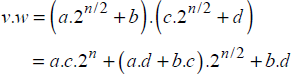 v.w = (a.2^{n/2} + b).(c.2^{n/2} + d)
= a.c.2^n + (a.d + b.c).2^{n/2} + b.d